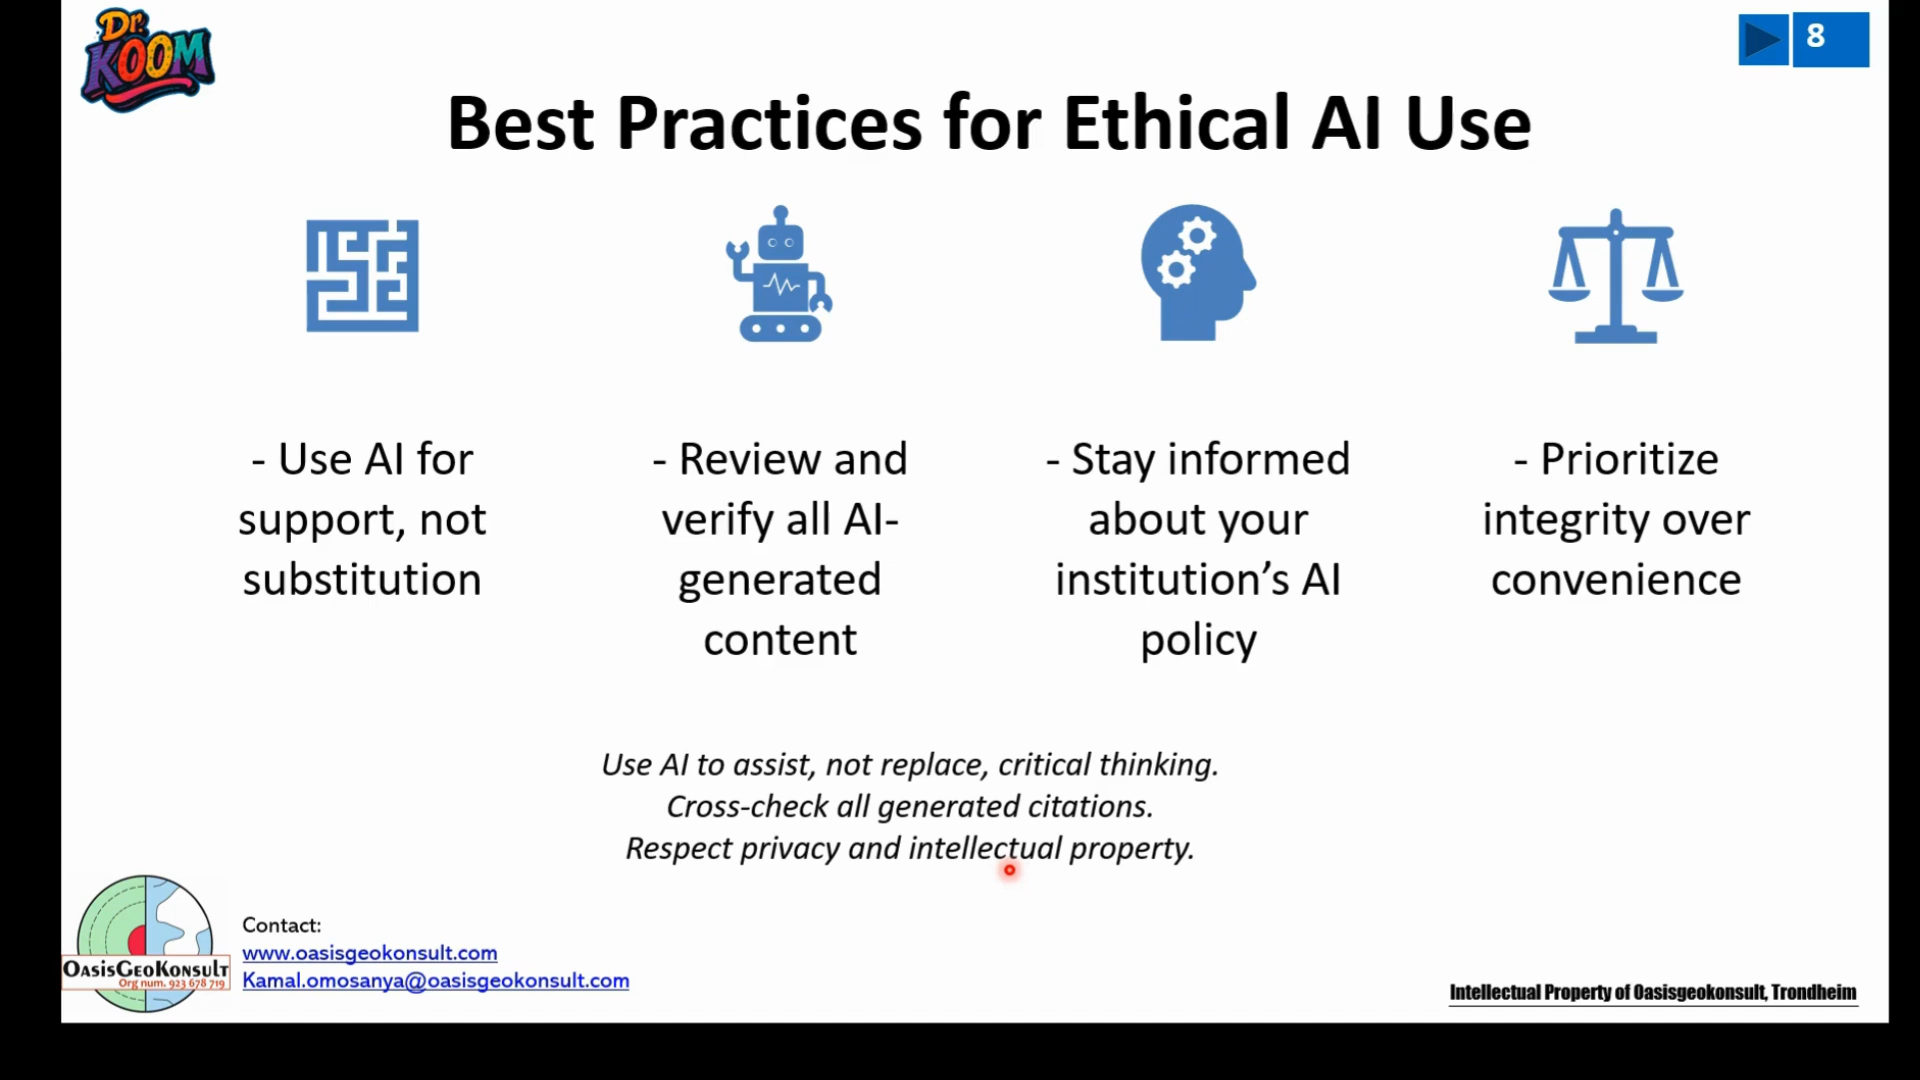 Dr.
KOOM
8
Best Practices for Ethical AI Use
- Use AI for
support, not
substitution
- Review and
verify all AI-
generated
content
- Stay informed
about your
institution’s AI
policy
- Prioritize
integrity over
convenience
Use AI to assist, not replace, critical thinking.
Cross-check all generated citations.
Respect privacy and intellectual property.
OasisGeoKonsult
Org num. 923 678 719
Contact:
www.oasisgeokonsult.com
Kamal.omosanya@oasisgeokonsult.com
Intellectual Property of Oasisgeokonsult, Trondheim